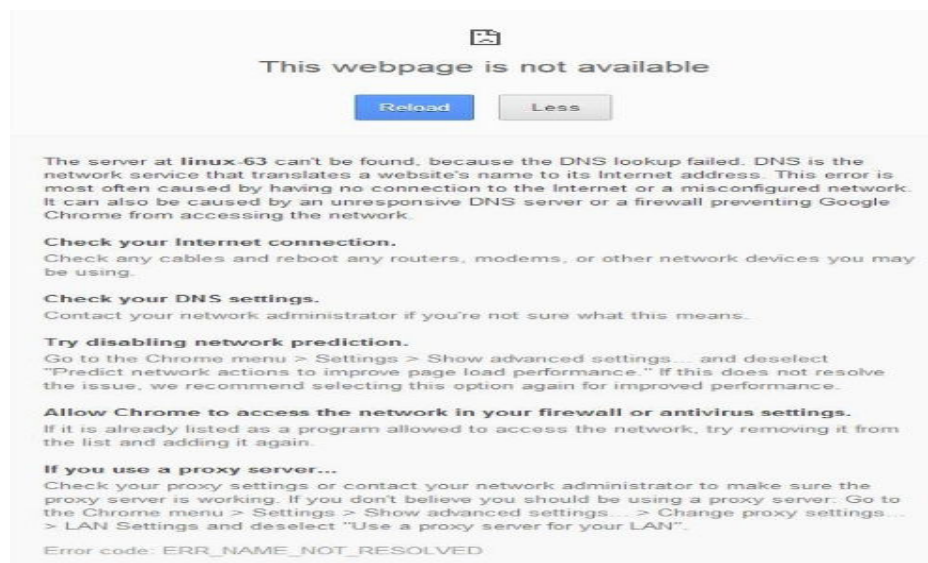 This webpage is not available
Reload Less
The server at linux-63 can't be found, because the DNS lookup failed. DNS is the
network service that translates a website's name to its Internet address. This error is
most often caused by having no connection to the Internet or a misconfigured network.
It can also be caused by an unresponsive DNS server or a firewall preventing Google
Chrome from accessing the network.
Check your Internet connection.
Check any cables and reboot any routers, modems, or other network devices you may
be using.
Check your DNS settings.
Contact your network administrator if you're not sure what this means.
Try disabling network prediction.
Go to the Chrome menu > Settings > Show advanced settings... and deselect
"Predict network actions to improve page load performance." If this does not resolve
the issue, we recommend selecting this option again for improved performance.
Allow Chrome to access the network in your firewall or antivirus settings.
If it is already listed as a program allowed to access the network, try removing it from
the list and adding it again.
If you use a proxy server...
Check your proxy settings or contact your network administrator to make sure the
proxy server is working. If you don't believe you should be using a proxy server: Go to
the Chrome menu > Settings > Show advanced settings... > Change proxy settings...
> LAN Settings and deselect "Use a proxy server for your LAN".
Error code: ERR_NAME_NOT_RESOLVED